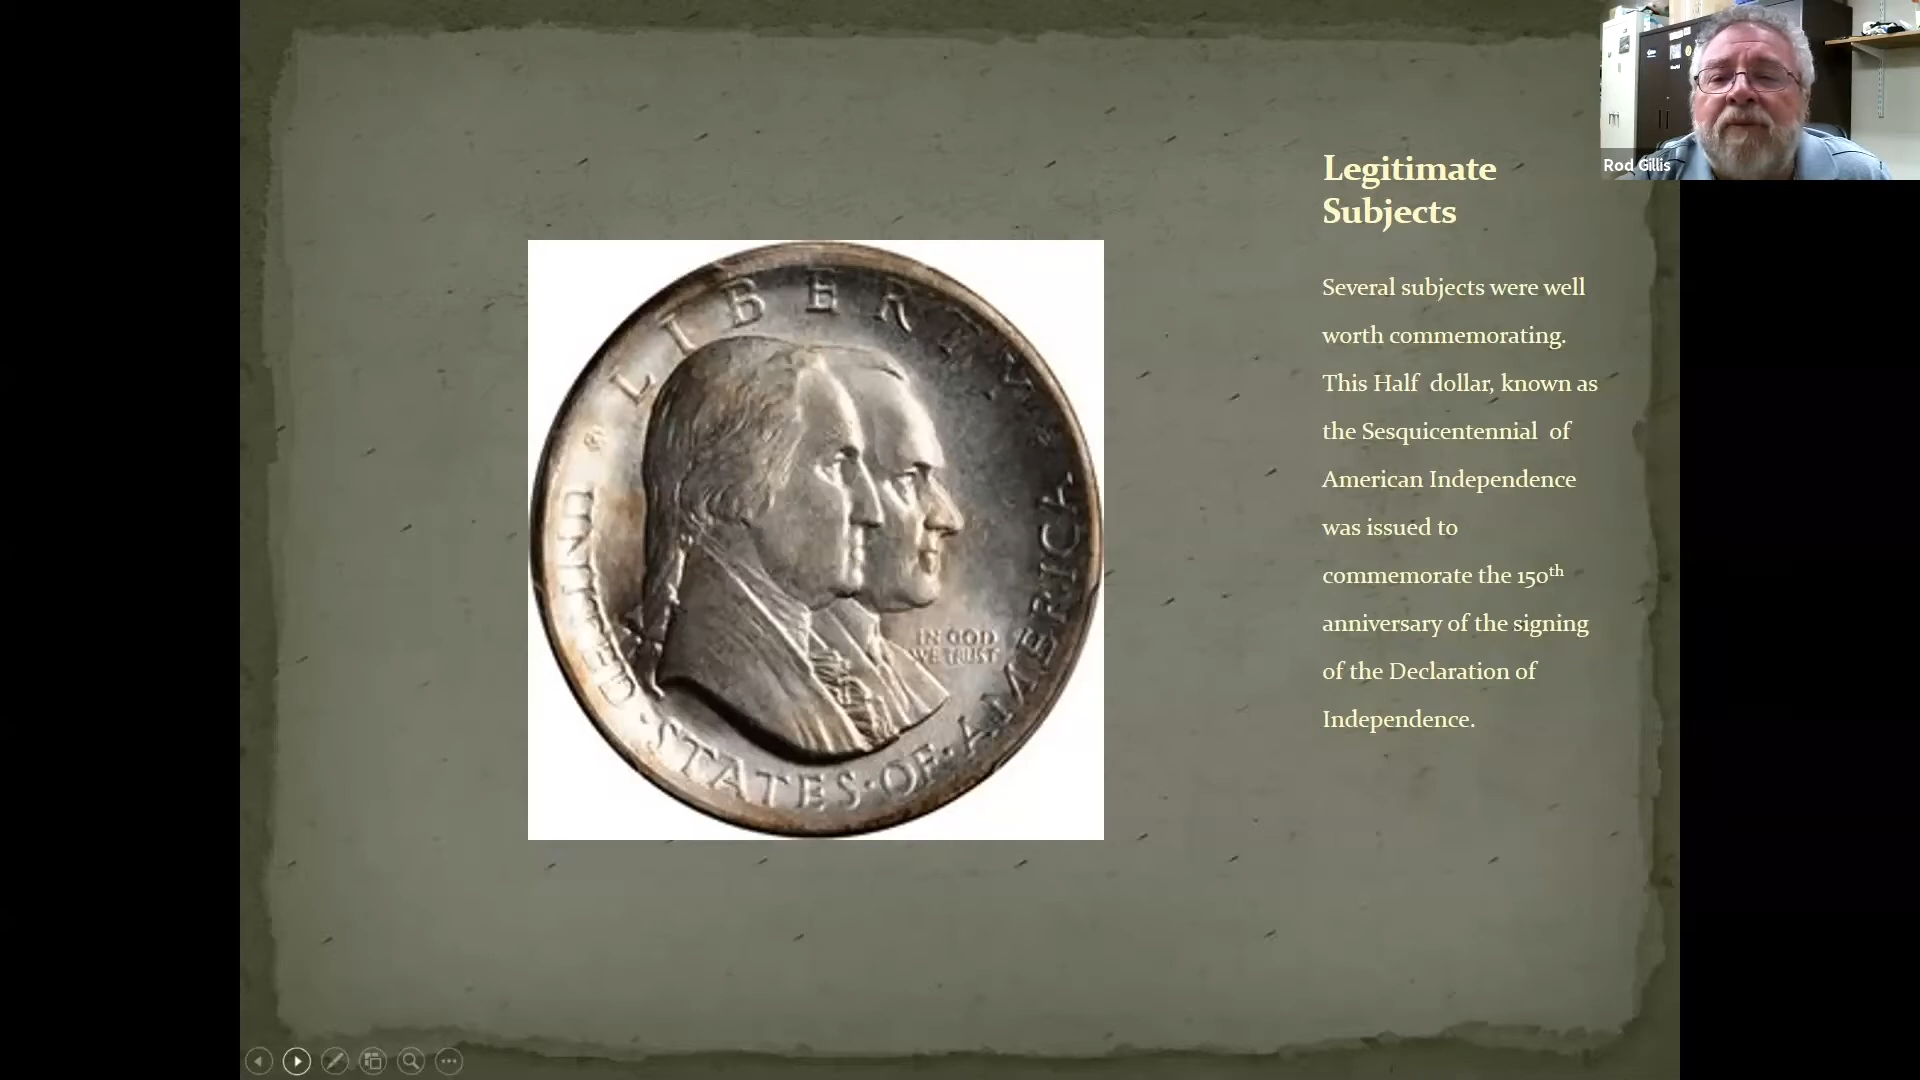 Legitimate
Subjects
Several subjects were well
worth commemorating.
This Half dollar, known as
the Sesquicentennial of
American Independence
was issued to
commemorate the 150th
anniversary of the signing
of the Declaration of
Independence.
LIBERTY
UNITED·STATES·OF·AMERICA
IN GOD
WE TRUST
Rod Gillis